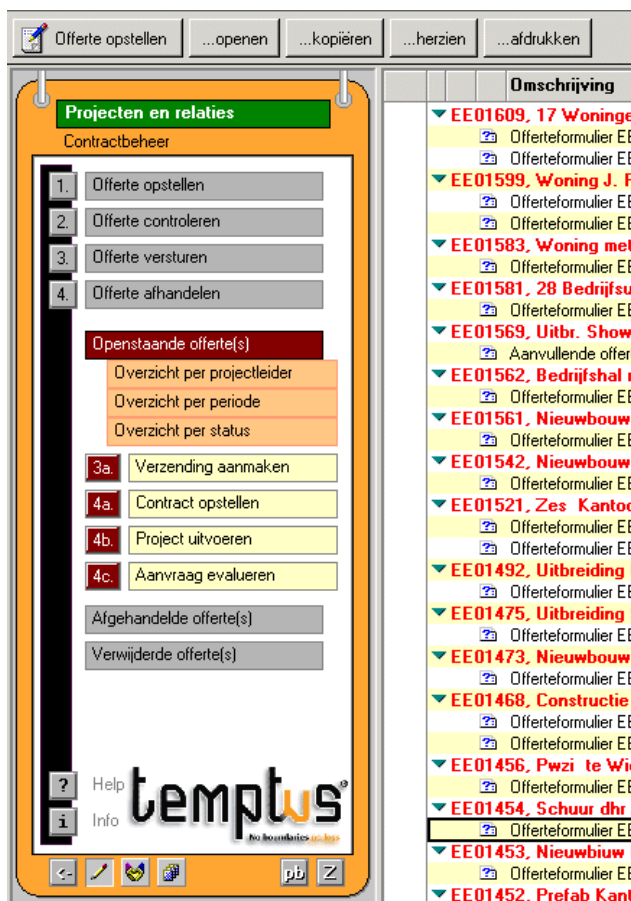 Offerte opstellen ...openen ...kopiëren ...herzien ...afdrukken
Projecten en relaties
Contractbeheer
1. Offerte opstellen
2. Offerte controleren
3. Offerte versturen
4. Offerte afhandelen
Openstaande offerte(s)
Overzicht per projectleider
Overzicht per periode
Overzicht per status
3a. Verzending aanmaken
4a. Contract opstellen
4b. Project uitvoeren
4c. Aanvraag evalueren
Afgehandelde offerte(s)
Verwijderde offerte(s)
? Help
i Info
temptus®
No boundaries
<- pb Z
Omschrijving
EE01609, 17 Woninge
Offerteformulier EE
Offerteformulier EE
EE01599, Woning J.
Offerteformulier EE
Offerteformulier EE
EE01583, Woning met
Offerteformulier EE
EE01581, 28 Bedrijfsu
Offerteformulier EE
EE01569, Uitbr. Show
Aanvullende offer
EE01562, Bedrijfshal
Offerteformulier EE
EE01561, Nieuwbouw
Offerteformulier EE
EE01542, Nieuwbouw
Offerteformulier EE
EE01521, Zes Kantoo
Offerteformulier EE
Offerteformulier EE
EE01492, Uitbreiding
Offerteformulier EE
EE01475, Uitbreiding
Offerteformulier EE
EE01473, Nieuwbouw
Offerteformulier EE
EE01468, Constructie
Offerteformulier EE
Offerteformulier EE
EE01456, Pwzi te Wie
Offerteformulier EE
EE01454, Schuur dhr
Offerteformulier EE
EE01453, Nieuwbiuw
Offerteformulier EE
EE01452, Prefab Kant